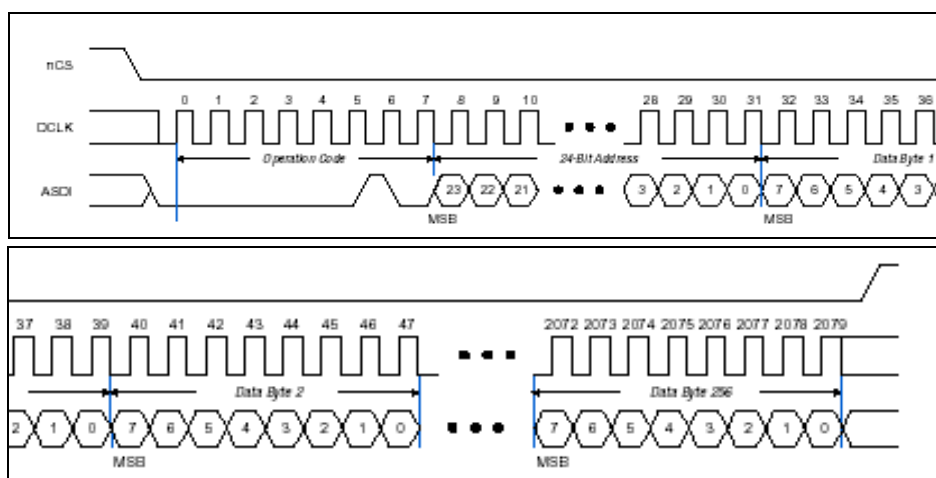 nCS
0 1 2 3 4 5 6 7 8 9 10 28 29 30 31 32 33 34 35 36
DCLK
Operation Code 24-Bit Address Data Byte 1
ASDI 23 22 21 3 2 1 0 7 6 5 4 3
MSB MSB
37 38 39 40 41 42 43 44 45 46 47 2072 2073 2074 2075 2076 2077 2078 2079
Data Byte 2 Data Byte 256
2 1 0 7 6 5 4 3 2 1 0 7 6 5 4 3 2 1 0
MSB MSB